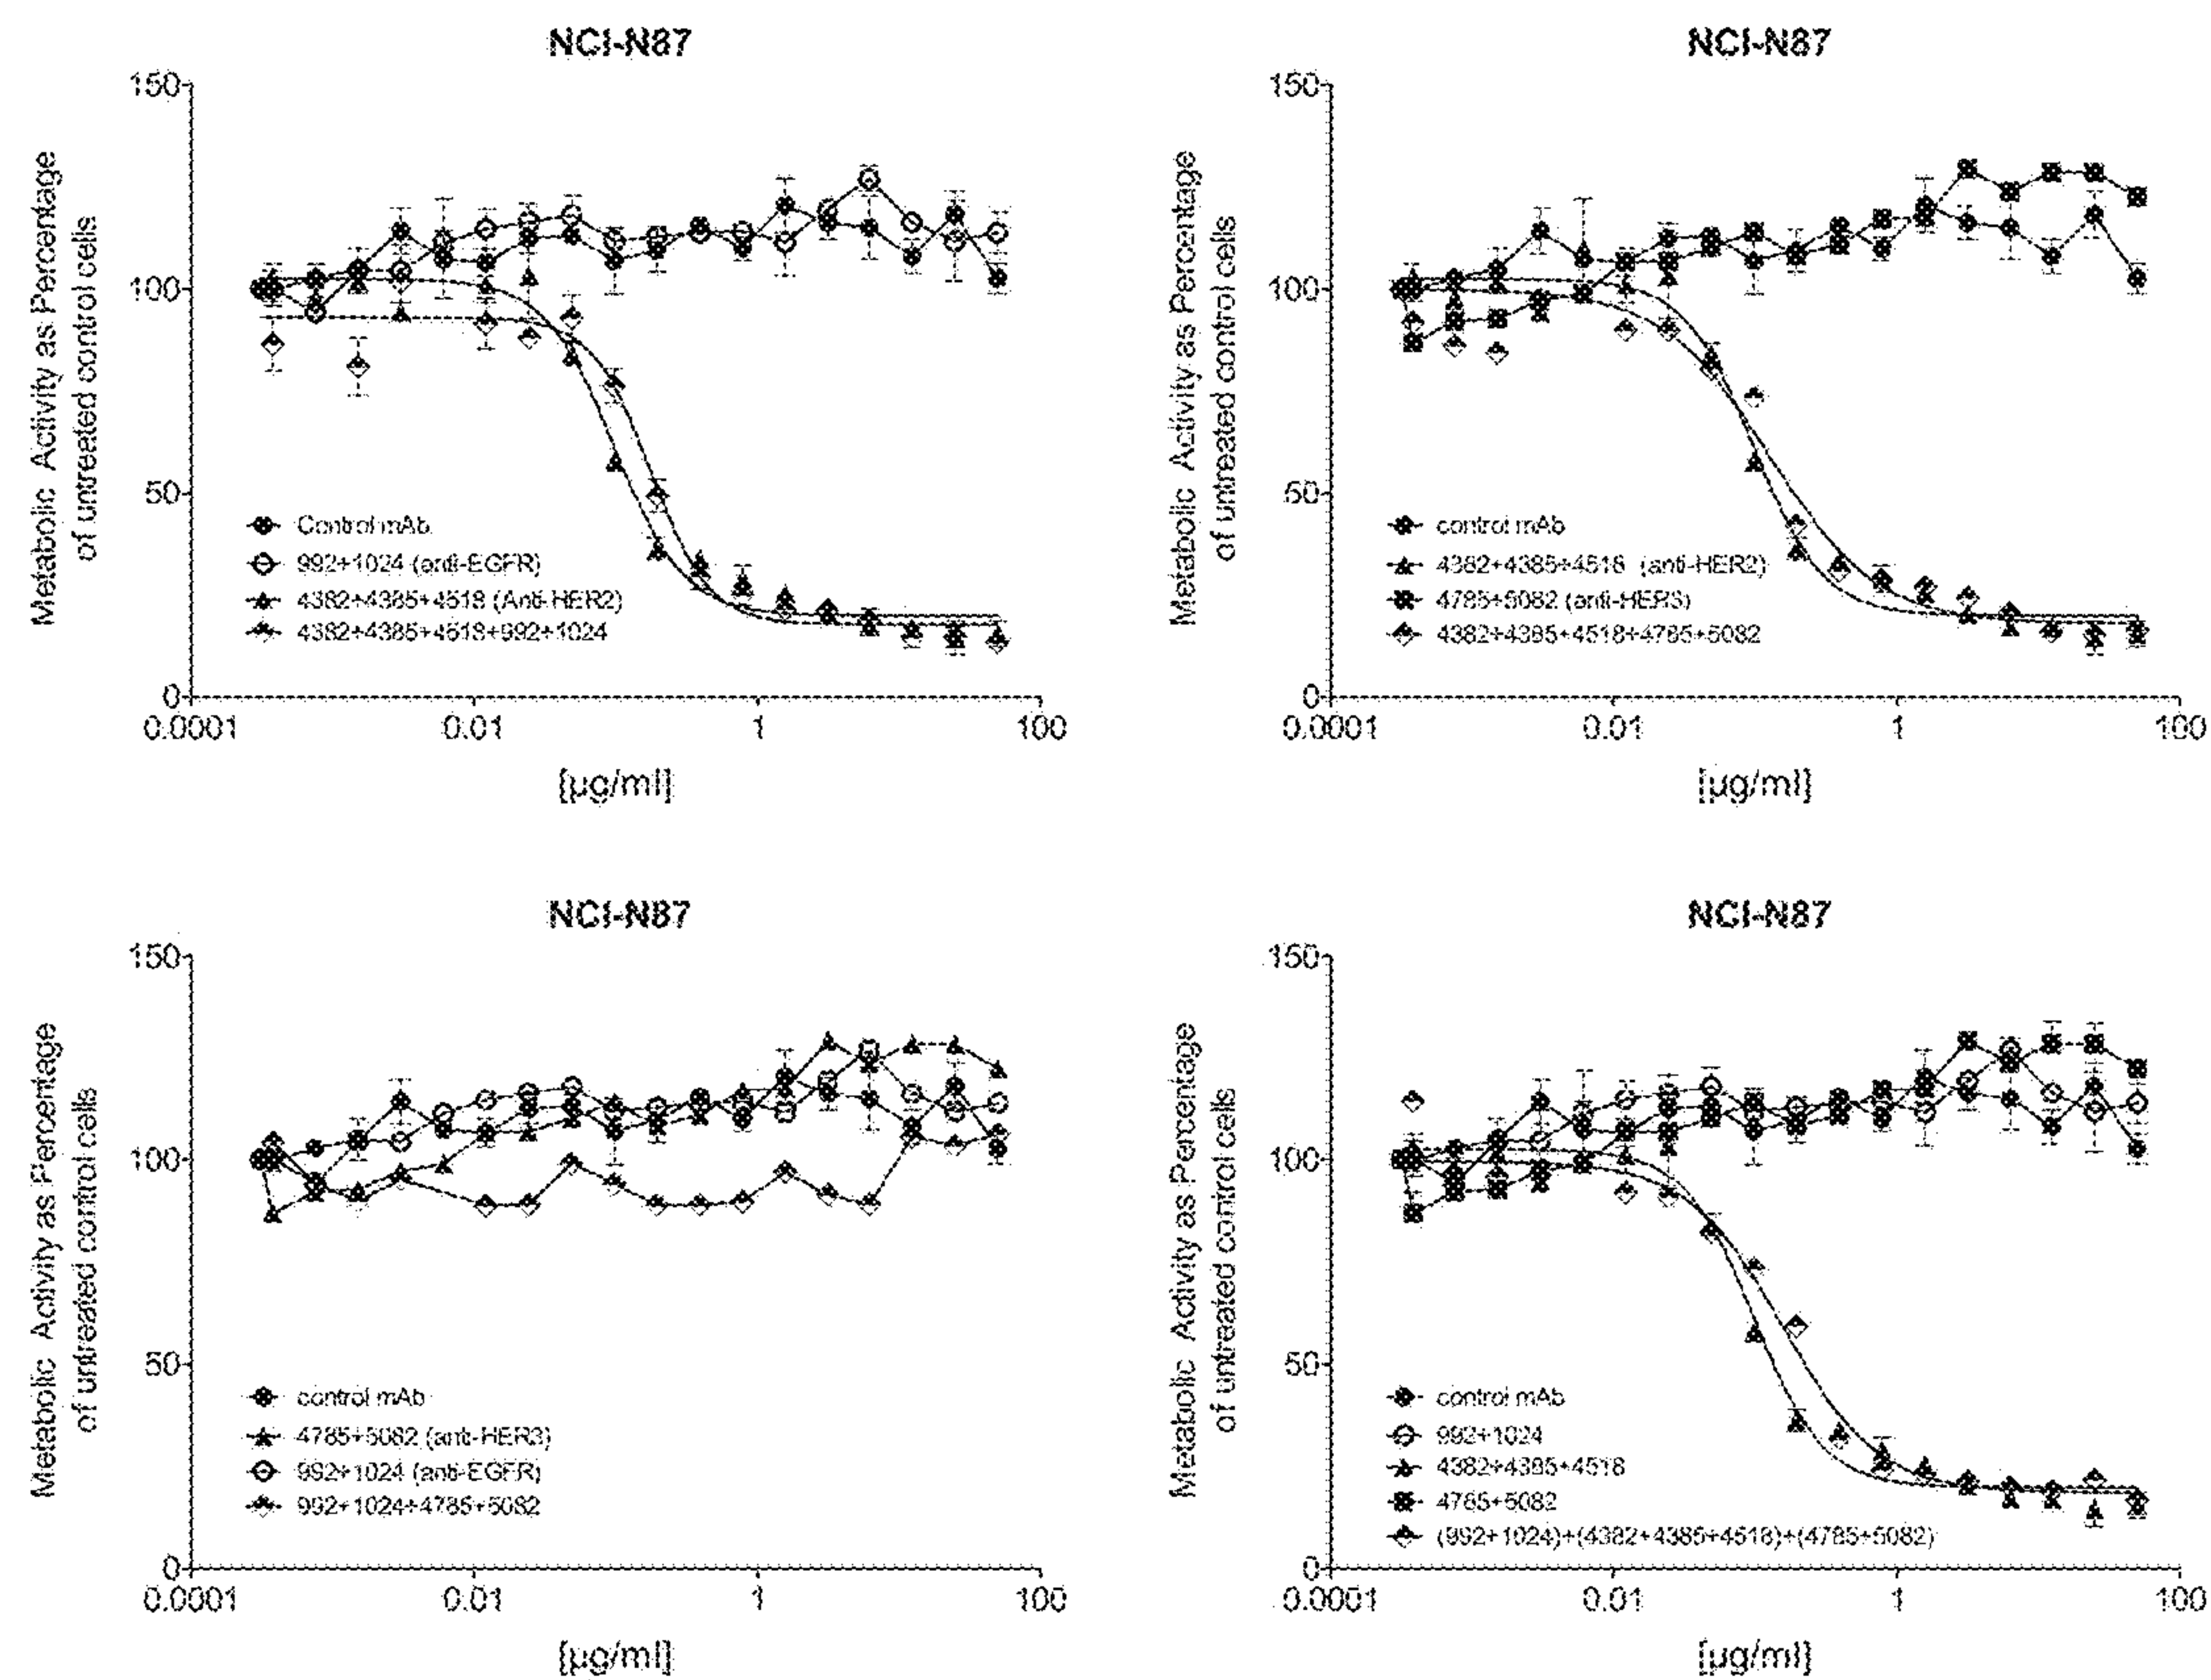 NCI-N87
150
100
50
0
0.0001
0.01
1
100
Metabolic Activity as Percentage
of untreated control cells
[µg/ml]
Control mAb
992+1024 (anti-EGFR)
4382+4385+4518 (Anti-HER2)
4382+4385+4518+992+1024
NCI-N87
150
100
50
0
0.0001
0.01
1
100
Metabolic Activity as Percentage
of untreated control cells
[µg/ml]
control mAb
4382+4385+4518 (anti-HER2)
4785+5082 (anti-HER3)
4382+4385+4518+4785+5082
NCI-N87
150
100
50
0
0.0001
0.01
1
100
Metabolic Activity as Percentage
of untreated control cells
[µg/ml]
control mAb
4785+5082 (anti-HER3)
992+1024 (anti-EGFR)
992+1024+4785+5082
NCI-N87
150
100
50
0
0.0001
0.01
1
100
Metabolic Activity as Percentage
of untreated control cells
[µg/ml]
control mAb
992+1024
4382+4385+4518
4785+5082
(992+1024)+(4382+4385+4518)+(4785+5082)